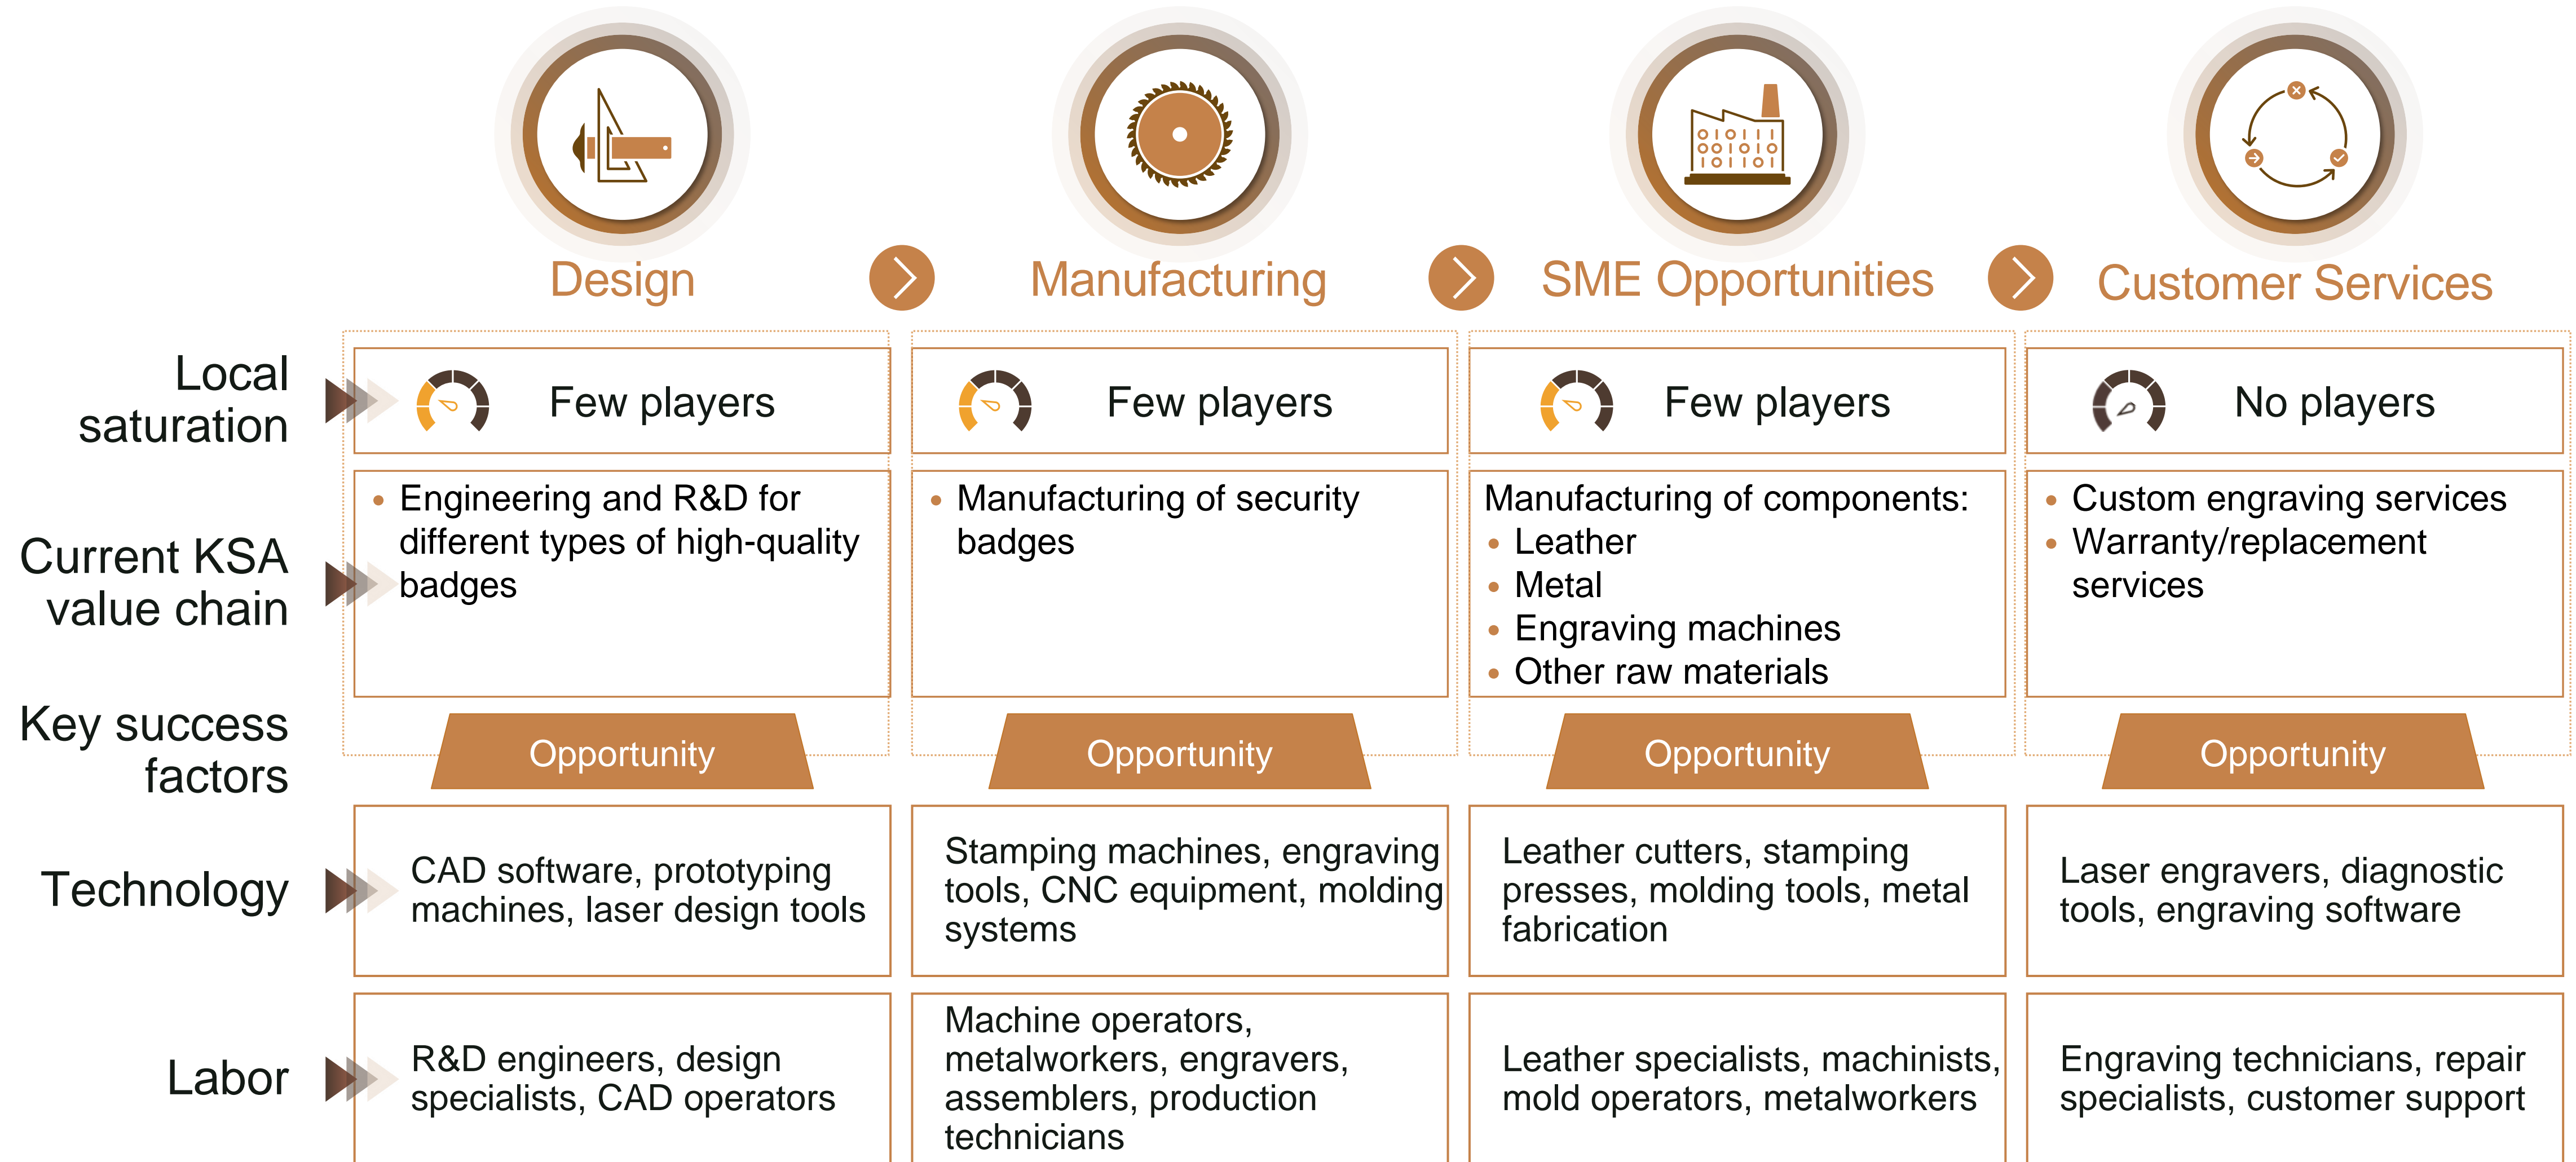 Design
Manufacturing
SME Opportunities
Customer Services
Local
saturation
Few players
Few players
Few players
No players
Current KSA
value chain
• Engineering and R&D for
different types of high-quality
badges
• Manufacturing of security
badges
Manufacturing of components:
• Leather
• Metal
• Engraving machines
• Other raw materials
• Custom engraving services
• Warranty/replacement
services
Key success
factors
Opportunity
Opportunity
Opportunity
Opportunity
Technology
CAD software, prototyping
machines, laser design tools
Stamping machines, engraving
tools, CNC equipment, molding
systems
Leather cutters, stamping
presses, molding tools, metal
fabrication
Laser engravers, diagnostic
tools, engraving software
Labor
R&D engineers, design
specialists, CAD operators
Machine operators,
metalworkers, engravers,
assemblers, production
technicians
Leather specialists, machinists,
mold operators, metalworkers
Engraving technicians, repair
specialists, customer support